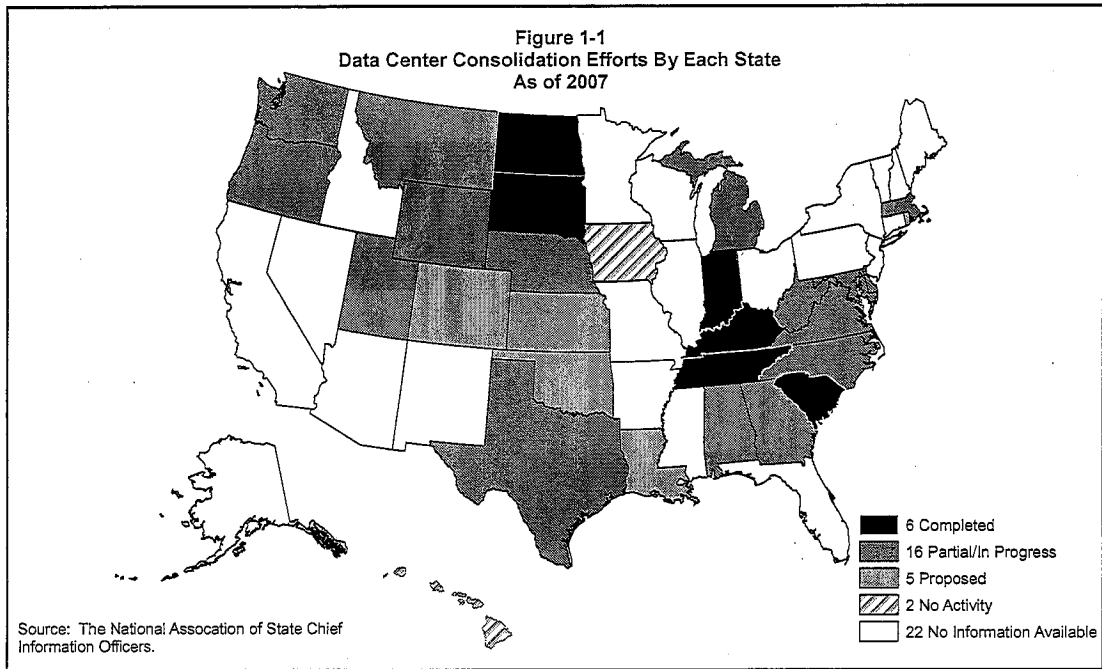 Figure 1-1
Data Center Consolidation Efforts By Each State
As of 2007
6 Completed
16 Partial/In Progress
5 Proposed
2 No Activity
22 No Information Available
Source: The National Assocation of State Chief
Information Officers.